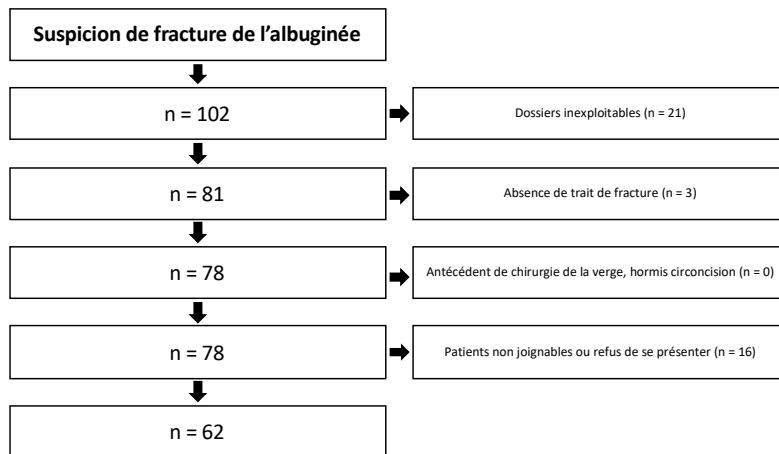 Suspicion de fracture de l’albuginée
n = 102
Dossiers inexploitables (n = 21)
n = 81
Absence de trait de fracture (n = 3)
n = 78
Antécédent de chirurgie de la verge, hormis circoncision (n = 0)
n = 78
Patients non joignables ou refus de se présenter (n = 16)
n = 62